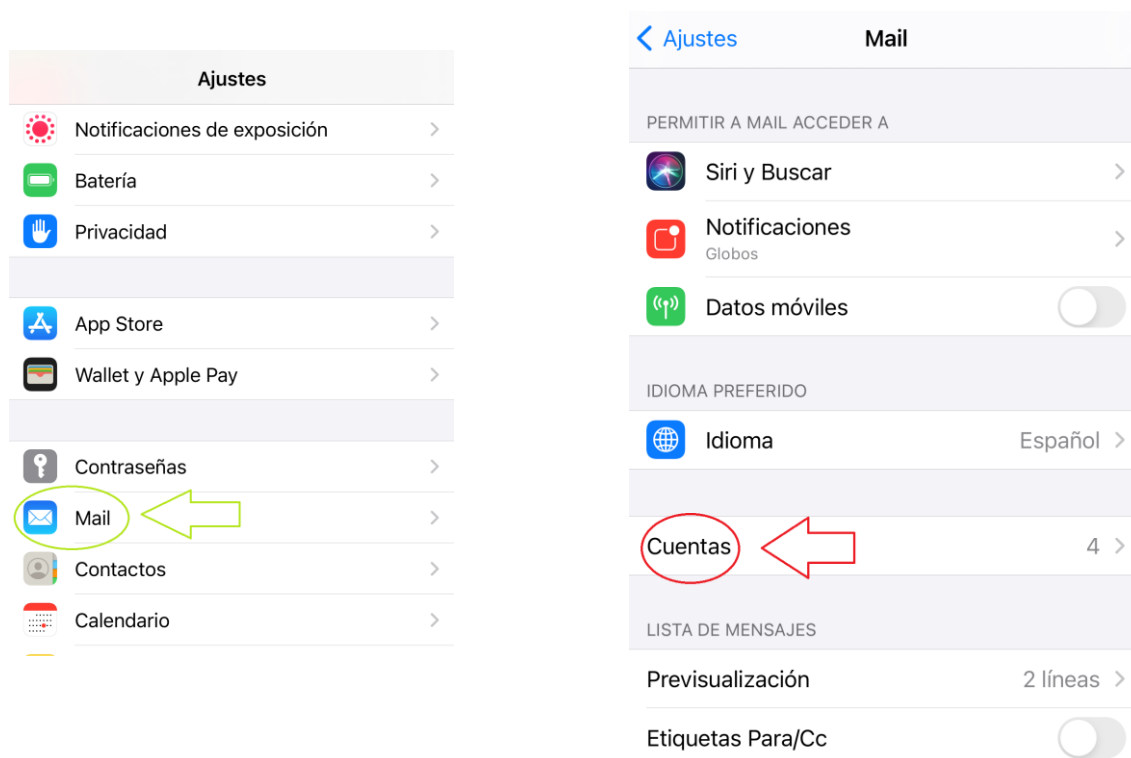 Ajustes
Notificaciones de exposición
Batería
Privacidad
App Store
Wallet y Apple Pay
Contraseñas
Mail
Contactos
Calendario
Ajustes
Mail
PERMITIR A MAIL ACCEDER A
Siri y Buscar
Notificaciones
Globos
Datos móviles
IDIOMA PREFERIDO
Idioma
Español
Cuentas
4
LISTA DE MENSAJES
Previsualización
2 líneas
Etiquetas Para/Cc